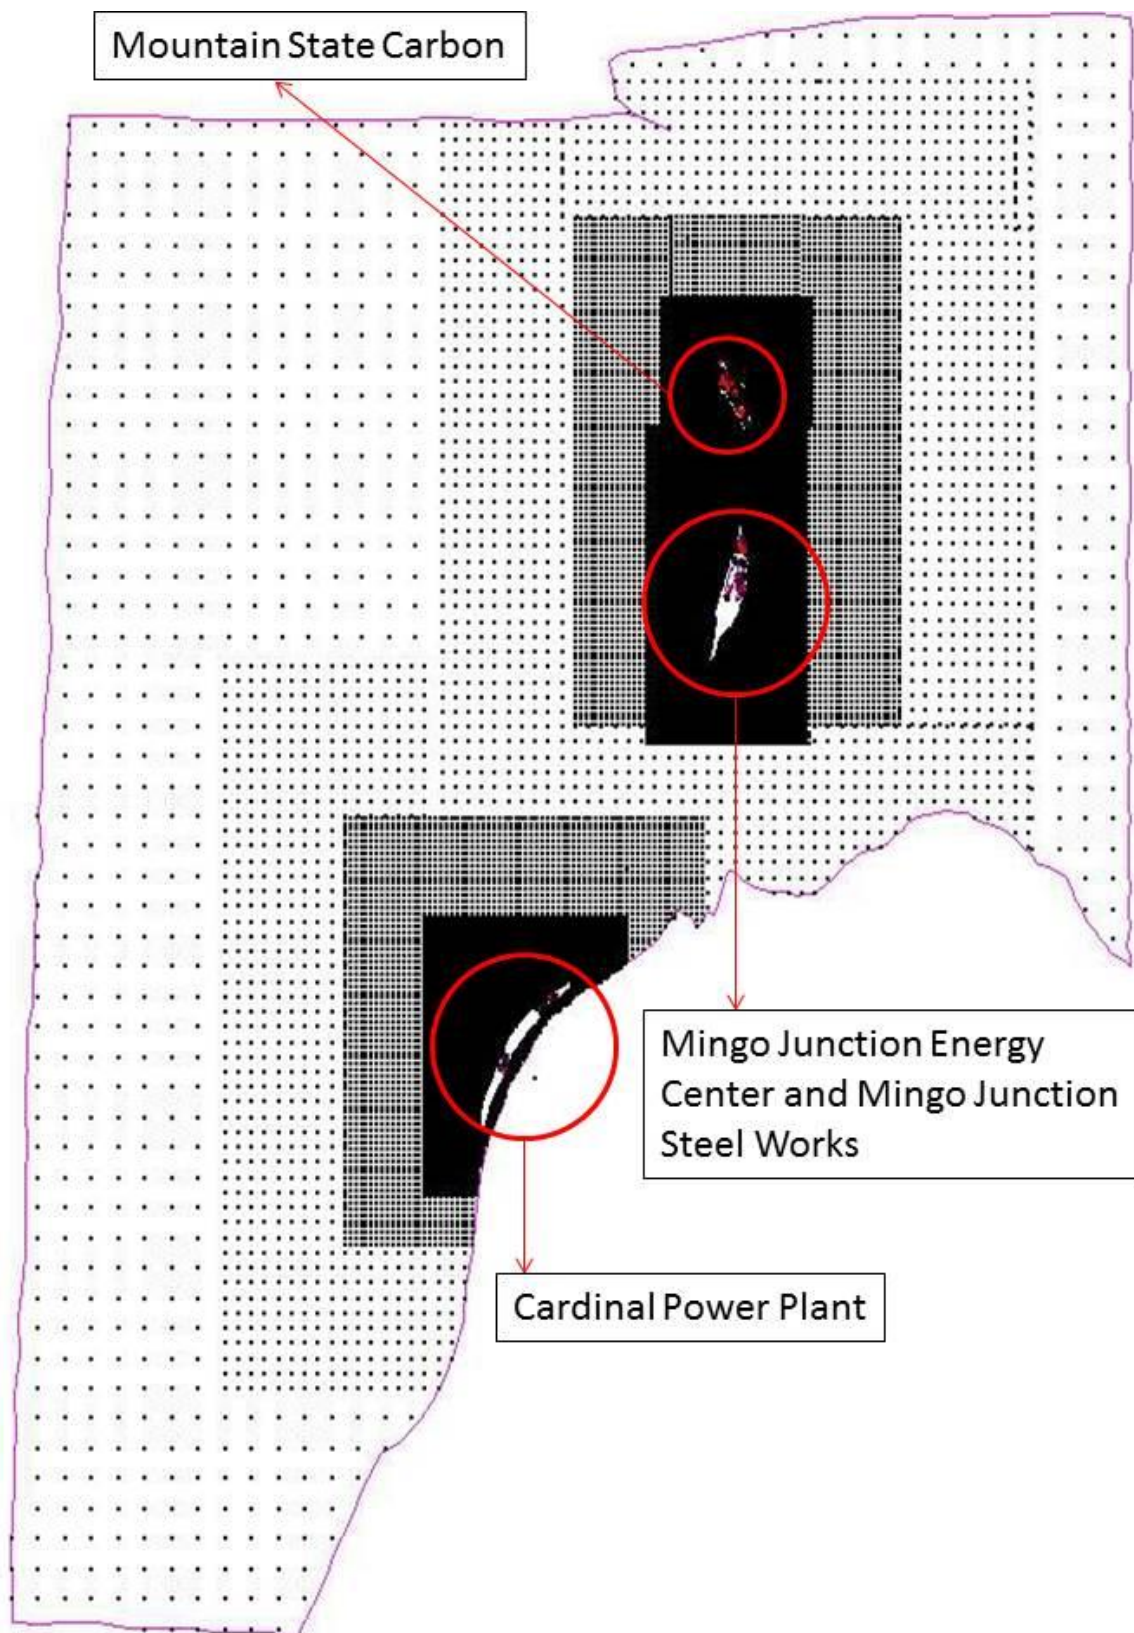 Mountain State Carbon
Mingo Junction Energy
Center and Mingo Junction
Steel Works
Cardinal Power Plant